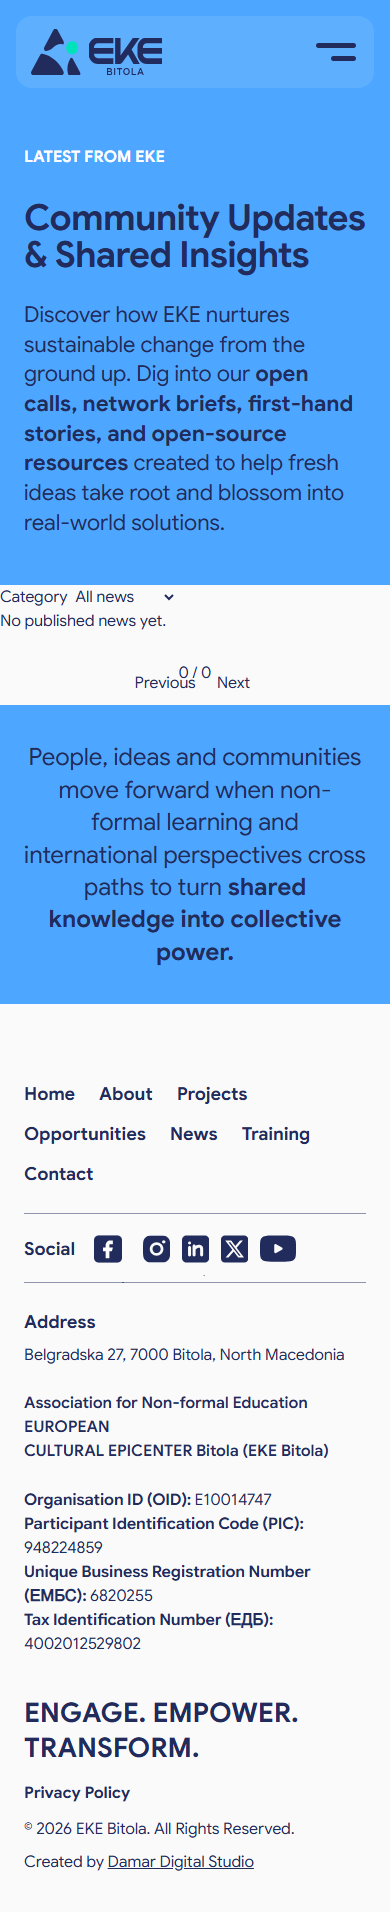 EKE
BITOLA
LATEST FROM EKE
Community Updates
& Shared Insights
Discover how EKE nurtures
sustainable change from the
ground up. Dig into our open
calls, network briefs, first-hand
stories, and open-source
resources created to help fresh
ideas take root and blossom into
real-world solutions.
Category All news
No published news yet.
0 / 0
Previous Next
People, ideas and communities
move forward when non-
formal learning and
international perspectives cross
paths to turn shared
knowledge into collective
power.
Home About Projects
Opportunities News Training
Contact
Social
Address
Belgradska 27, 7000 Bitola, North Macedonia
Association for Non-formal Education
EUROPEAN
CULTURAL EPICENTER Bitola (EKE Bitola)
Organisation ID (OID): E10014747
Participant Identification Code (PIC):
948224859
Unique Business Registration Number
(ЕМБС): 6820255
Tax Identification Number (ЕДБ):
4002012529802
ENGAGE. EMPOWER.
TRANSFORM.
Privacy Policy
© 2026 EKE Bitola. All Rights Reserved.
Created by Damar Digital Studio